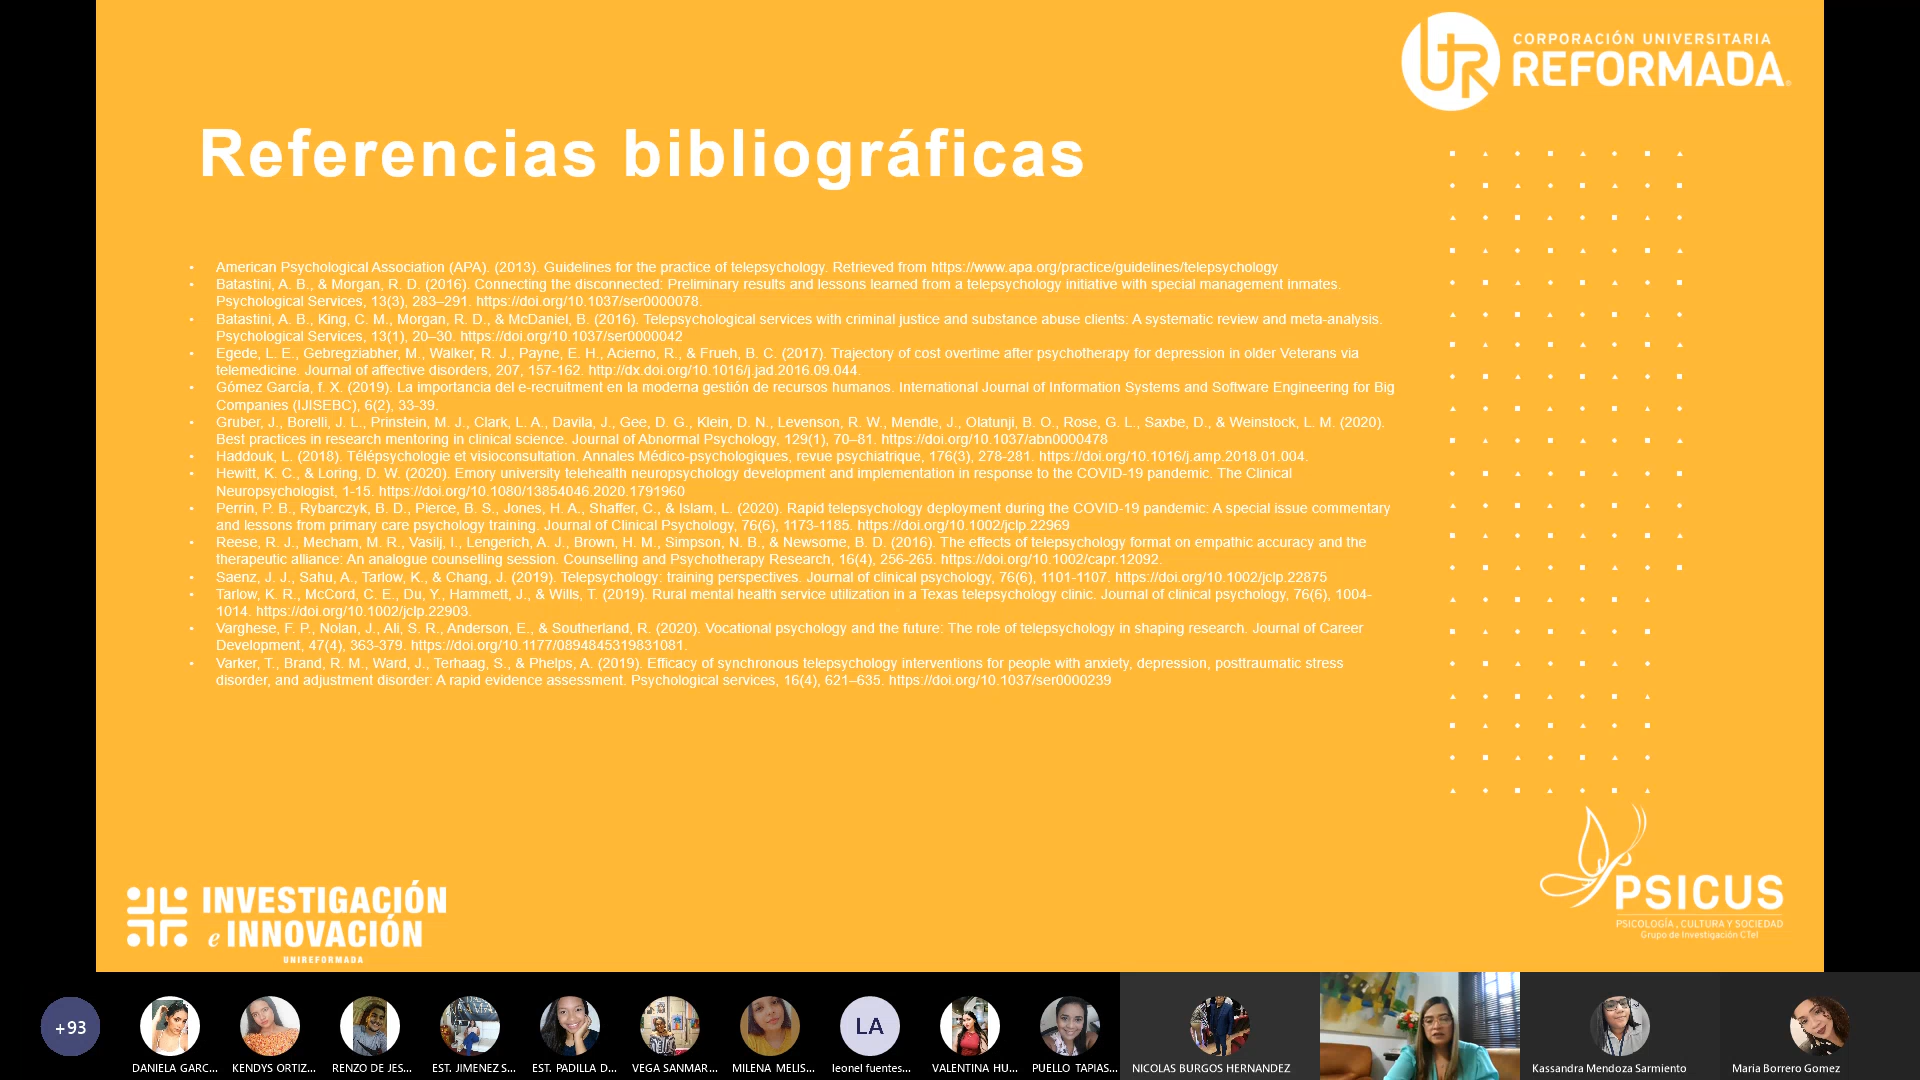 CORPORACIÓN UNIVERSITARIA
REFORMADA
Referencias bibliográficas
• American Psychological Association (APA). (2013). Guidelines for the practice of telepsychology. Retrieved from https://www.apa.org/practice/guidelines/telepsychology
• Batastini, A. B., & Morgan, R. D. (2016). Connecting the disconnected: Preliminary results and lessons learned from a telepsychology initiative with special management inmates.
Psychological Services, 13(3), 283–291. https://doi.org/10.1037/ser0000078.
• Batastini, A. B., King, C. M., Morgan, R. D., & McDaniel, B. (2016). Telepsychological services with criminal justice and substance abuse clients: A systematic review and meta-analysis.
Psychological Services, 13(1), 20–30. https://doi.org/10.1037/ser0000042
• Egede, L. E., Gebregziabher, M., Walker, R. J., Payne, E. H., Acierno, R., & Frueh, B. C. (2017). Trajectory of cost overtime after psychotherapy for depression in older Veterans via
telemedicine. Journal of affective disorders, 207, 157-162. http://dx.doi.org/10.1016/j.jad.2016.09.044.
• Gómez García, f. X. (2019). La importancia del e-recruitment en la moderna gestión de recursos humanos. International Journal of Information Systems and Software Engineering for Big
Companies (IJISEBC), 6(2), 33-39.
• Gruber, J., Borelli, J. L., Prinstein, M. J., Clark, L. A., Davila, J., Gee, D. G., Klein, D. N., Levenson, R. W., Mendle, J., Olatunji, B. O., Rose, G. L., Saxbe, D., & Weinstock, L. M. (2020).
Best practices in research mentoring in clinical science. Journal of Abnormal Psychology, 129(1), 70–81. https://doi.org/10.1037/abn0000478
• Haddouk, L. (2018). Télépsychologie et visioconsultation. Annales Médico-psychologiques, revue psychiatrique, 176(3), 278-281. https://doi.org/10.1016/j.amp.2018.01.004.
• Hewitt, K. C., & Loring, D. W. (2020). Emory university telehealth neuropsychology development and implementation in response to the COVID-19 pandemic. The Clinical
Neuropsychologist, 1-15. https://doi.org/10.1080/13854046.2020.1791960
• Perrin, P. B., Rybarczyk, B. D., Pierce, B. S., Jones, H. A., Shaffer, C., & Islam, L. (2020). Rapid telepsychology deployment during the COVID-19 pandemic: A special issue commentary
and lessons from primary care psychology training. Journal of Clinical Psychology, 76(6), 1173-1185. https://doi.org/10.1002/jclp.22969
• Reese, R. J., Mecham, M. R., Vasilj, I., Lengerich, A. J., Brown, H. M., Simpson, N. B., & Newsome, B. D. (2016). The effects of telepsychology format on empathic accuracy and the
therapeutic alliance: An analogue counselling session. Counselling and Psychotherapy Research, 16(4), 256-265. https://doi.org/10.1002/capr.12092.
• Saenz, J. J., Sahu, A., Tarlow, K., & Chang, J. (2019). Telepsychology: training perspectives. Journal of clinical psychology, 76(6), 1101-1107. https://doi.org/10.1002/jclp.22875
• Tarlow, K. R., McCord, C. E., Du, Y., Hammett, J., & Wills, T. (2019). Rural mental health service utilization in a Texas telepsychology clinic. Journal of clinical psychology, 76(6), 1004-
1014. https://doi.org/10.1002/jclp.22903.
• Varghese, F. P., Nolan, J., Ali, S. R., Anderson, E., & Southerland, R. (2020). Vocational psychology and the future: The role of telepsychology in shaping research. Journal of Career
Development, 47(4), 363-379. https://doi.org/10.1177/0894845319831081.
• Varker, T., Brand, R. M., Ward, J., Terhaag, S., & Phelps, A. (2019). Efficacy of synchronous telepsychology interventions for people with anxiety, depression, posttraumatic stress
disorder, and adjustment disorder: A rapid evidence assessment. Psychological services, 16(4), 621–635. https://doi.org/10.1037/ser0000239
PSICUS
PSICOLOGÍA, CULTURA Y SOCIEDAD
Grupo de Investigación CTeI
INVESTIGACIÓN
e INNOVACIÓN
UNIREFORMADA
+93
LA
DANIELA GARC...
KENDYS ORTIZ...
RENZO DE JES...
EST. JIMENEZ S...
EST. PADILLA D...
VEGA SANMAR...
MILENA MELIS...
leonel fuentes...
VALENTINA HU...
PUELLO TAPIAS...
NICOLAS BURGOS HERNANDEZ
Kassandra Mendoza Sarmiento
Maria Borrero Gomez